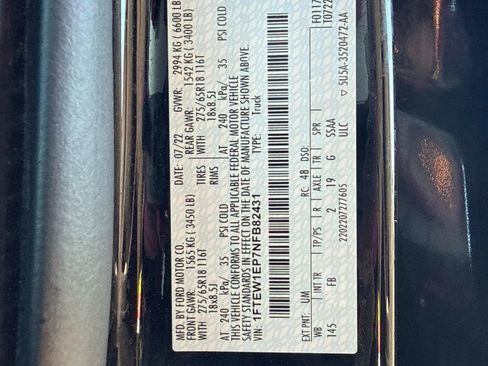 MFD. BY FORD MOTOR CO.
DATE: 07/22 GVWR: 2994 KG ( 6600 LB)
FRONT GAWR: 1565 KG ( 3450 LB) REAR GAWR: 1542 KG ( 3400 LB)
WITH 275/65R18 116T TIRES WITH 275/65R18 116T
18x8.5J RIMS 18x8.5J
AT 240 kPa/ 35 PSI COLD AT 240 kPa/ 35 PSI COLD
THIS VEHICLE CONFORMS TO ALL APPLICABLE FEDERAL MOTOR VEHICLE
SAFETY STANDARDS IN EFFECT ON THE DATE OF MANUFACTURE SHOWN ABOVE.
VIN: 1FTEW1EP7NFB82431 TYPE: Truck
F0117
T0722
EXT PNT: UM RC: 48 DSO:
WB INT TR TP/PS R AXLE TR SPR
145 FB 2 19 G SSAA
2202207277605 ULC
5U5A-3520472-AA